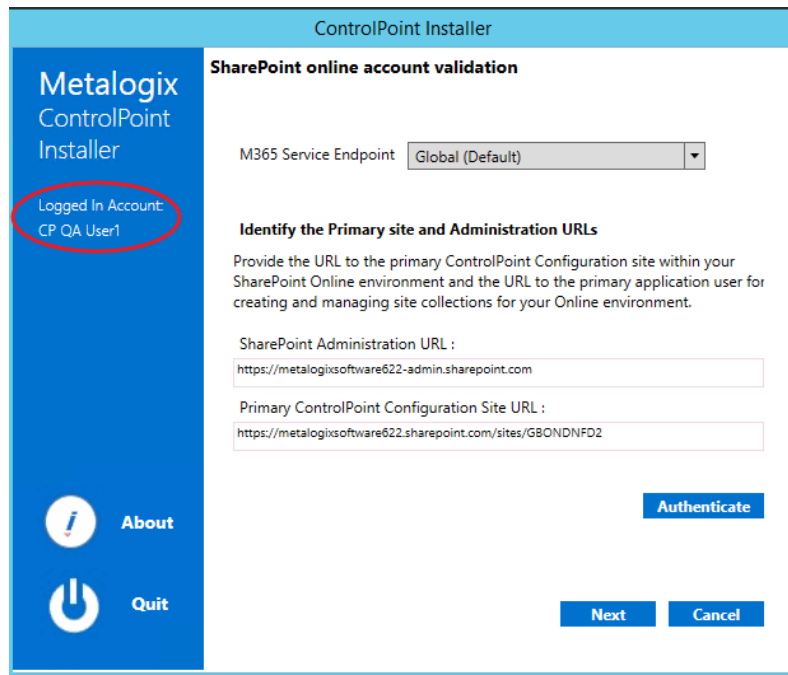 ControlPoint Installer
Metalogix
ControlPoint
Installer
Logged In Account:
CP QA User1
About
Quit
SharePoint online account validation
M365 Service Endpoint Global (Default)
Identify the Primary site and Administration URLs
Provide the URL to the primary ControlPoint Configuration site within your
SharePoint Online environment and the URL to the primary application user for
creating and managing site collections for your Online environment.
SharePoint Administration URL :
https://metalogixsoftware622-admin.sharepoint.com
Primary ControlPoint Configuration Site URL :
https://metalogixsoftware622.sharepoint.com/sites/GBONDNFD2
Authenticate
Next Cancel